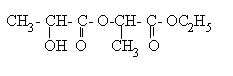 CH₃- CH - C - O - CH - C - OC₂H₅
OH O CH₃ O